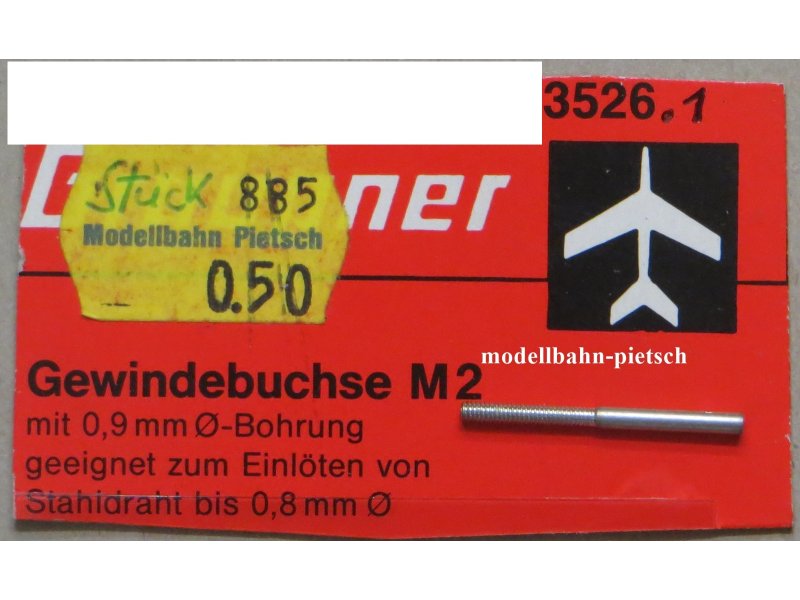 3526.1
ner
Stück 885
Modellbahn Pietsch
0.50
modellbahn-pietsch
Gewindebuchse M2
mit 0,9 mm Ø-Bohrung
geeignet zum Einlöten von
Stahldraht bis 0,8 mm Ø